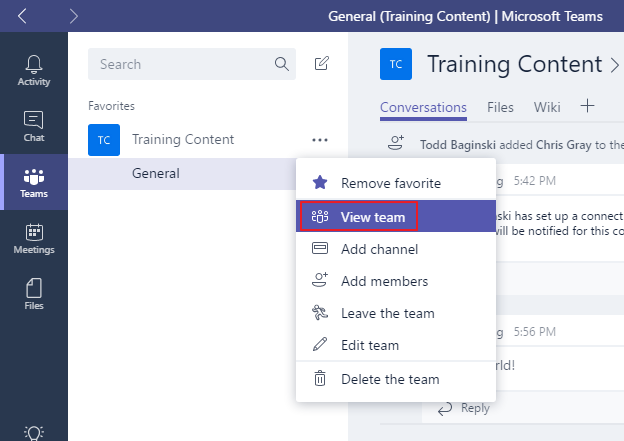 General (Training Content) | Microsoft Teams
Activity
Chat
Teams
Meetings
Files
Search
Favorites
TC Training Content ...
General
Remove favorite
View team
Add channel
Add members
Leave the team
Edit team
Delete the team
TC Training Content >
Conversations Files Wiki +
Todd Baginski added Chris Gray to the
g 5:42 PM
ski has set up a connect
will be notified for this co
g 5:56 PM
rld!
Reply